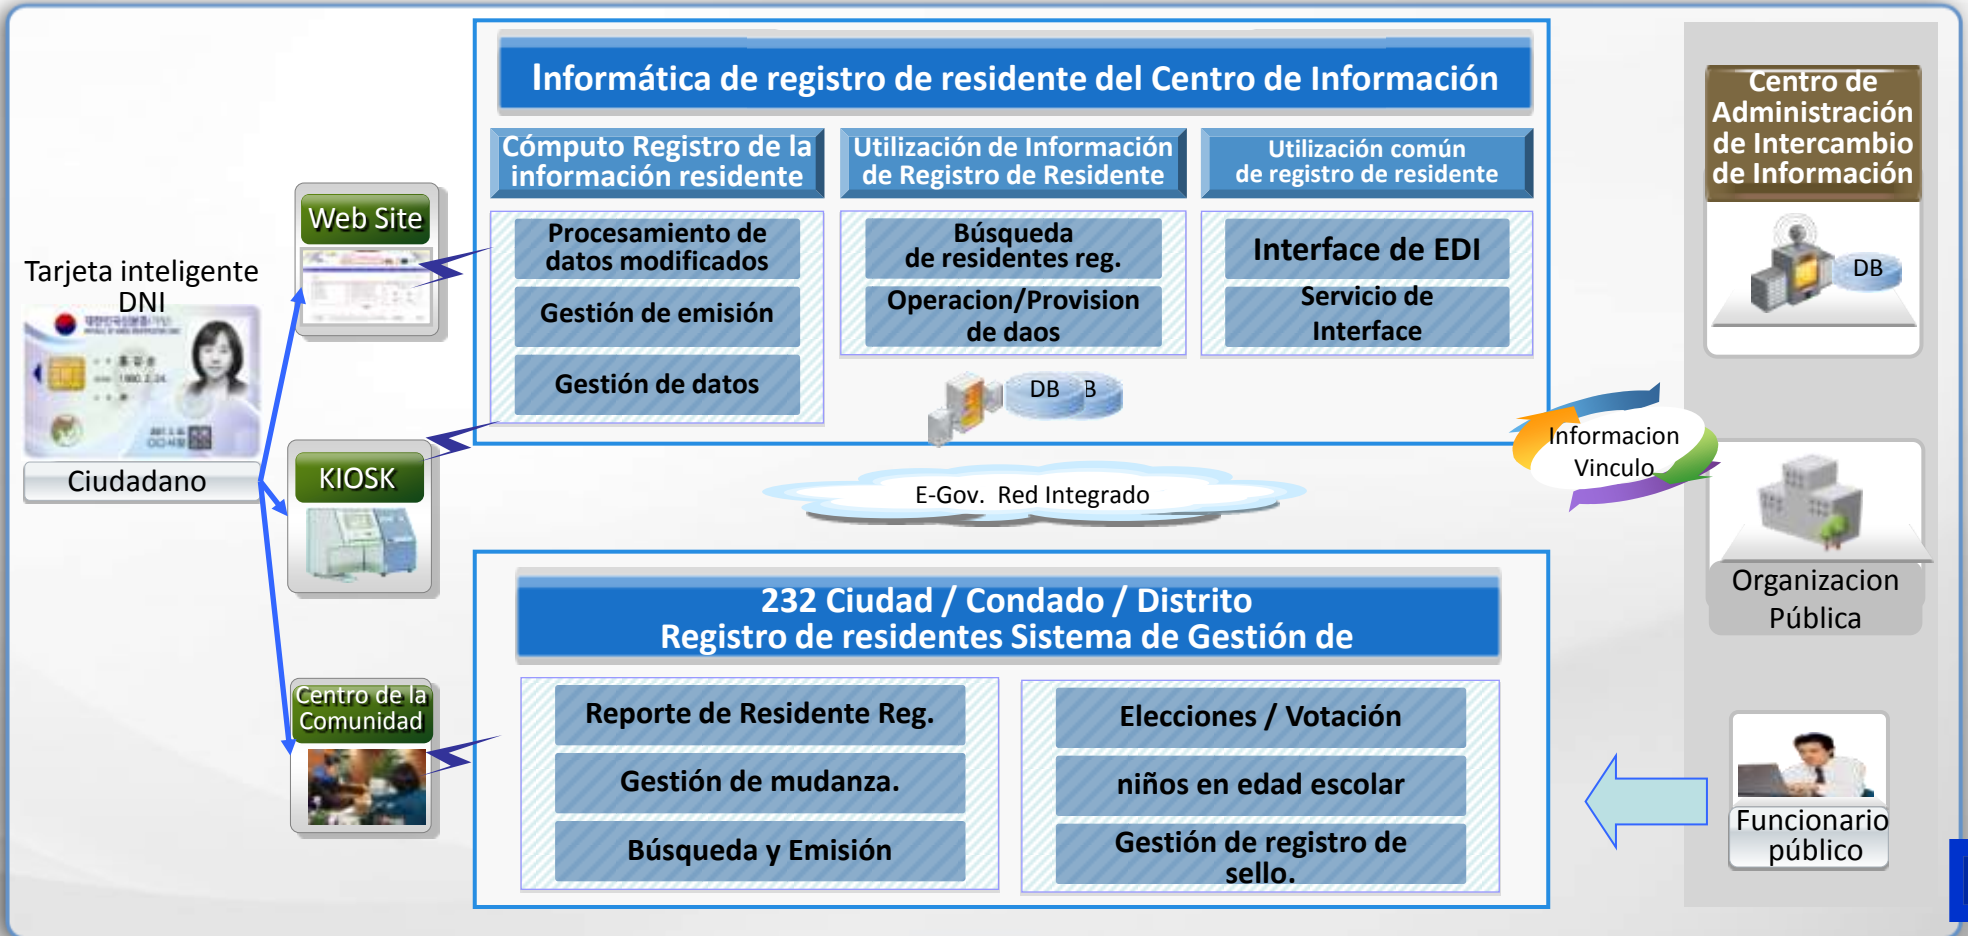 Informática de registro de residente del Centro de Información
Cómputo Registro de la
información residente
Utilización de Información
de Registro de Residente
Utilización común
de registro de residente
Procesamiento de
datos modificados
Gestión de emisión
Gestión de datos
Búsqueda
de residentes reg.
Operacion/Provision
de daos
Interface de EDI
Servicio de
Interface
DB
B
Web Site
Tarjeta inteligente
DNI
Ciudadano
KIOSK
Centro de la
Comunidad
E-Gov. Red Integrado
232 Ciudad / Condado / Distrito
Registro de residentes Sistema de Gestión de
Reporte de Residente Reg.
Gestión de mudanza.
Búsqueda y Emisión
Elecciones / Votación
niños en edad escolar
Gestión de registro de
sello.
Informacion
Vinculo
Centro de
Administración
de Intercambio
de Información
DB
Organizacion
Pública
Funcionario
público